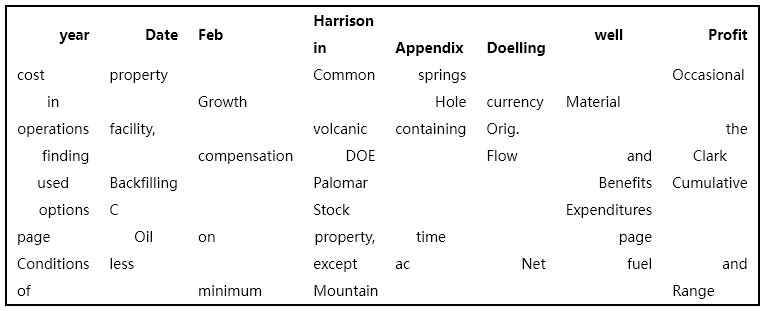 year Date Feb Harrison in Appendix Doelling well Profit
cost property Common springs Occasional
in Growth Hole currency Material
operations facility, volcanic containing Orig. the
finding compensation DOE Flow and Clark
used Backfilling Palomar Benefits Cumulative
options C Stock Expenditures
page Oil on property, time page
Conditions less except ac Net fuel and
of minimum Mountain Range